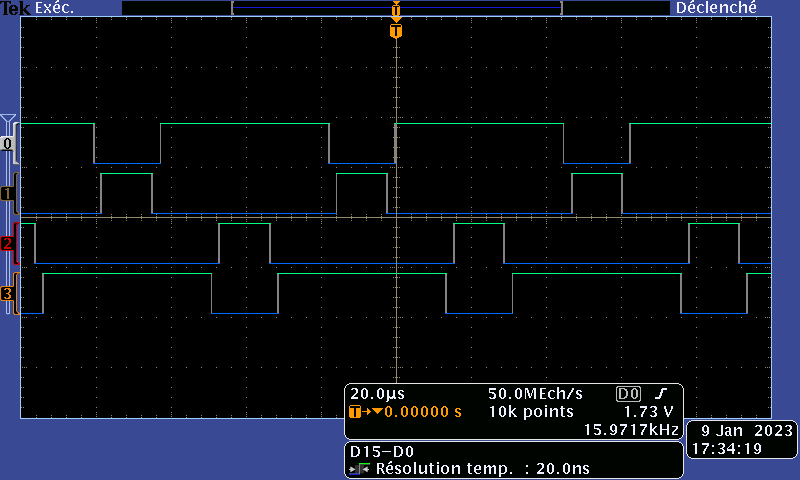 Tek Exéc. Déclenché
T
T
0
1
2
3
20.0µs 50.0MEch/s D0
T 0.00000 s 10k points 1.73 V
15.9717kHz
D15-D0
Résolution temp. : 20.0ns
9 Jan 2023
17:34:19